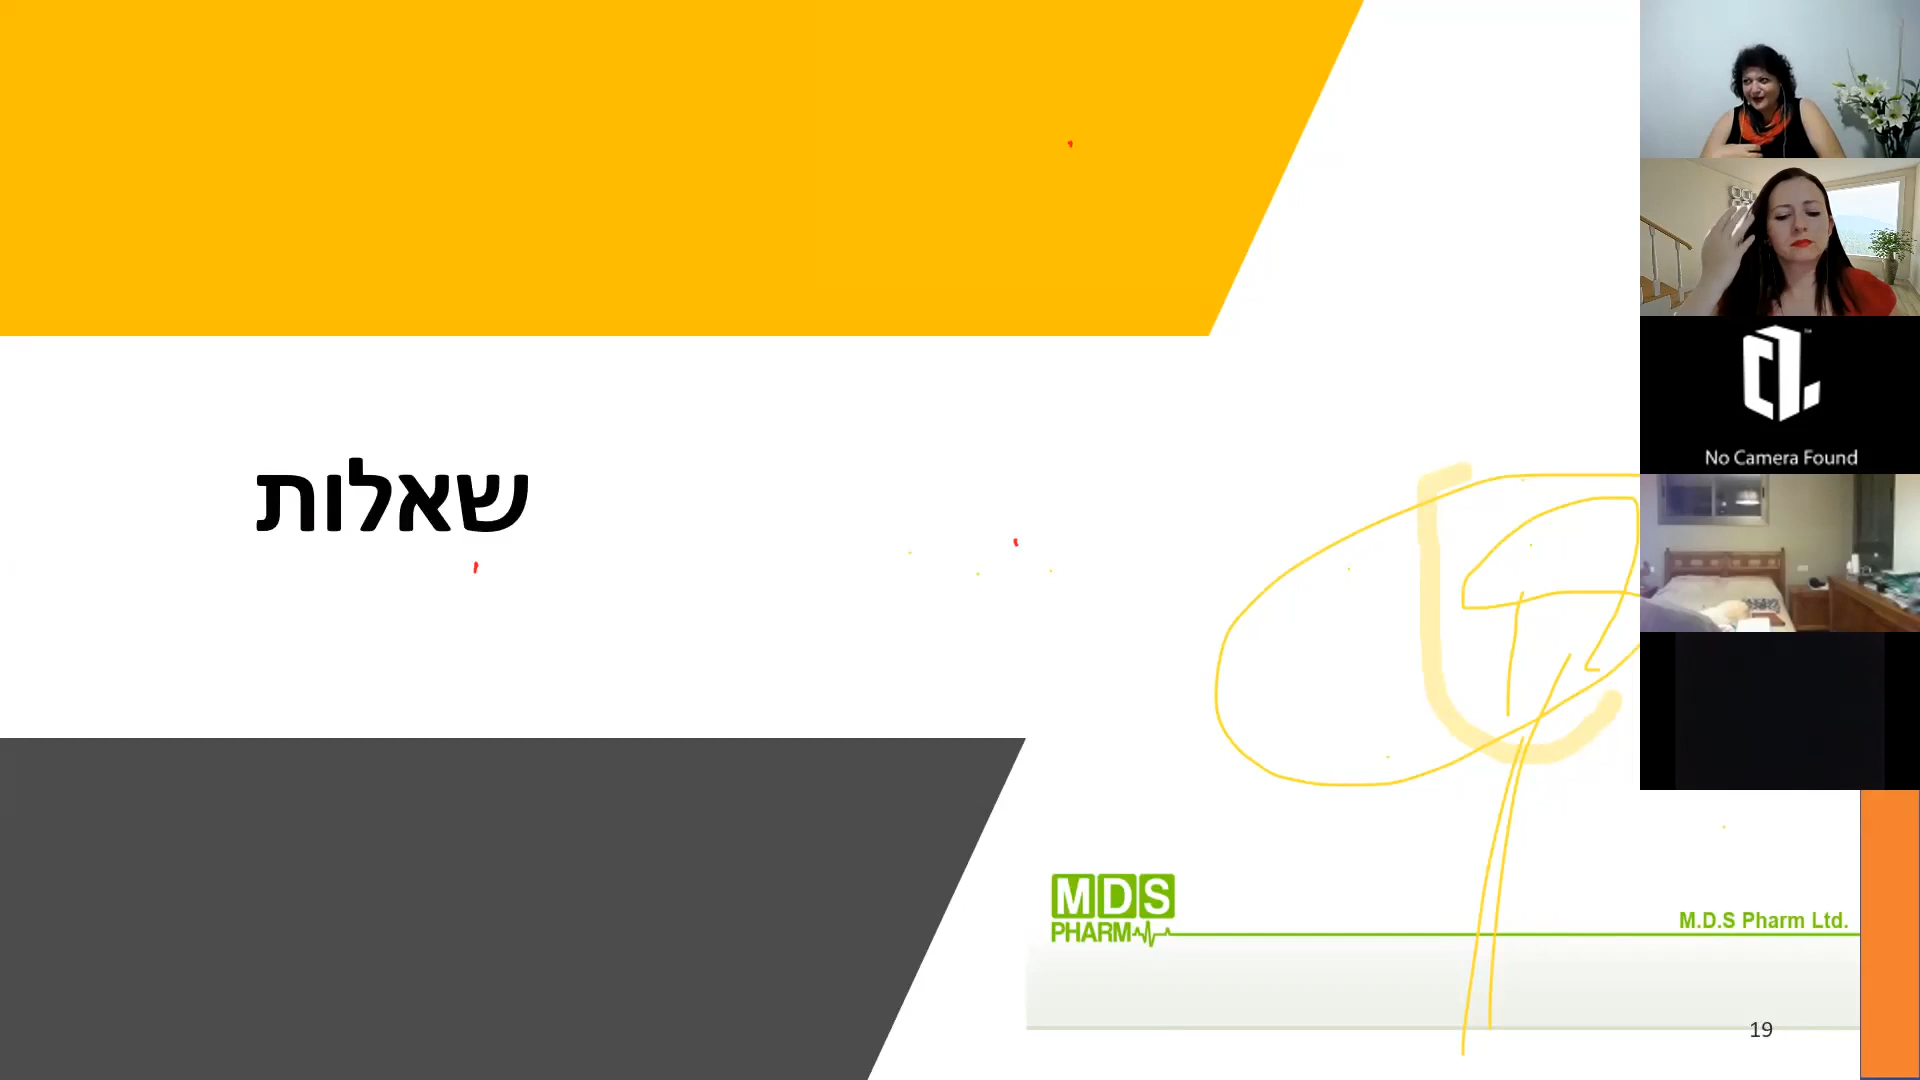 שאלות
No Camera Found
MDS
PHARM
M.D.S Pharm Ltd.
19